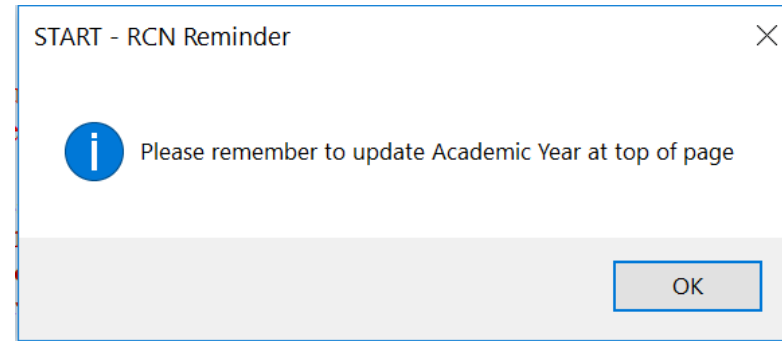 START - RCN Reminder
Please remember to update Academic Year at top of page
OK